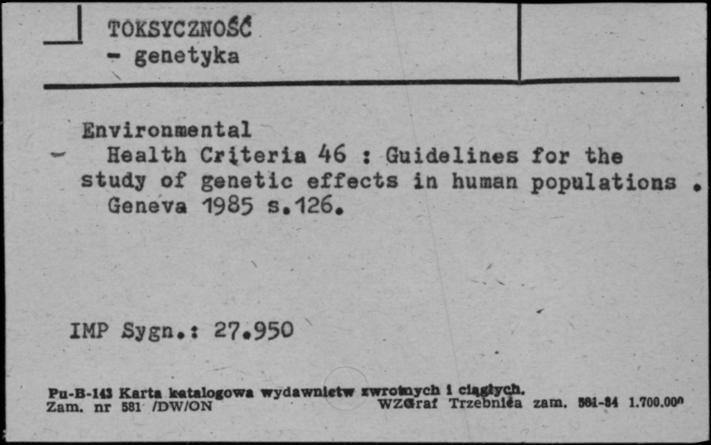 TOKSYCZNOŚĆ
- genetyka
Environmental
- Health Criteria 46 : Guidelines for the
study of genetic effects in human populations .
Geneva 1985 s.126.
IMP Sygn.: 27.950
Pu-B-143 Karta katalogowa wydawnictw zwrotnych i ciągłych.
Zam. nr 581 /DW/ON WZGraf Trzebnica zam. 581-84 1.700.000